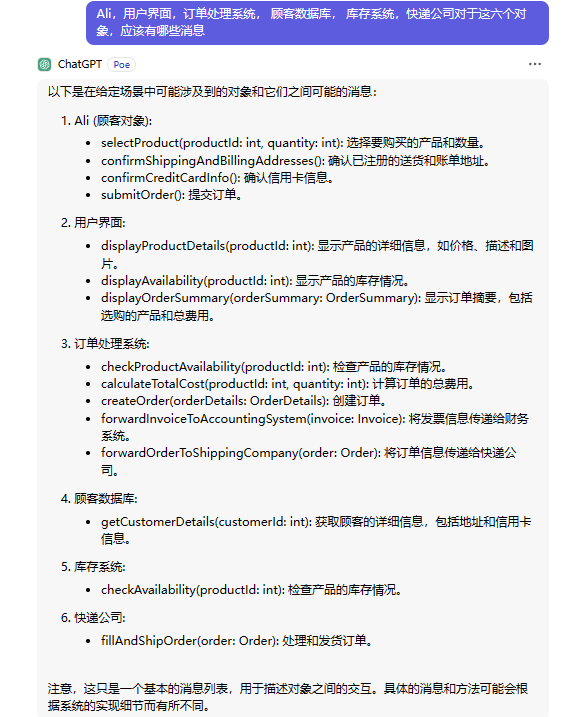 Ali，用户界面，订单处理系统， 顾客数据库， 库存系统，快递公司对于这六个对
象，应该有哪些消息
ChatGPT Poe
以下是在给定场景中可能涉及到的对象和它们之间可能的消息：
1. Ali (顾客对象):
• selectProduct(productId: int, quantity: int): 选择要购买的产品和数量。
• confirmShippingAndBillingAddresses(): 确认已注册的送货和账单地址。
• confirmCreditCardInfo(): 确认信用卡信息。
• submitOrder(): 提交订单。
2. 用户界面:
• displayProductDetails(productId: int): 显示产品的详细信息，如价格、描述和图
片。
• displayAvailability(productId: int): 显示产品的库存情况。
• displayOrderSummary(orderSummary: OrderSummary): 显示订单摘要，包括
选购的产品和总费用。
3. 订单处理系统:
• checkProductAvailability(productId: int): 检查产品的库存情况。
• calculateTotalCost(productId: int, quantity: int): 计算订单的总费用。
• createOrder(orderDetails: OrderDetails): 创建订单。
• forwardInvoiceToAccountingSystem(invoice: Invoice): 将发票信息传递给财务
系统。
• forwardOrderToShippingCompany(order: Order): 将订单信息传递给快递公
司。
4. 顾客数据库:
• getCustomerDetails(customerId: int): 获取顾客的详细信息，包括地址和信用卡
信息。
5. 库存系统:
• checkAvailability(productId: int): 检查产品的库存情况。
6. 快递公司:
• fillAndShipOrder(order: Order): 处理和发货订单。
注意，这只是一个基本的消息列表，用于描述对象之间的交互。具体的消息和方法可能会根
据系统的实现细节而有所不同。